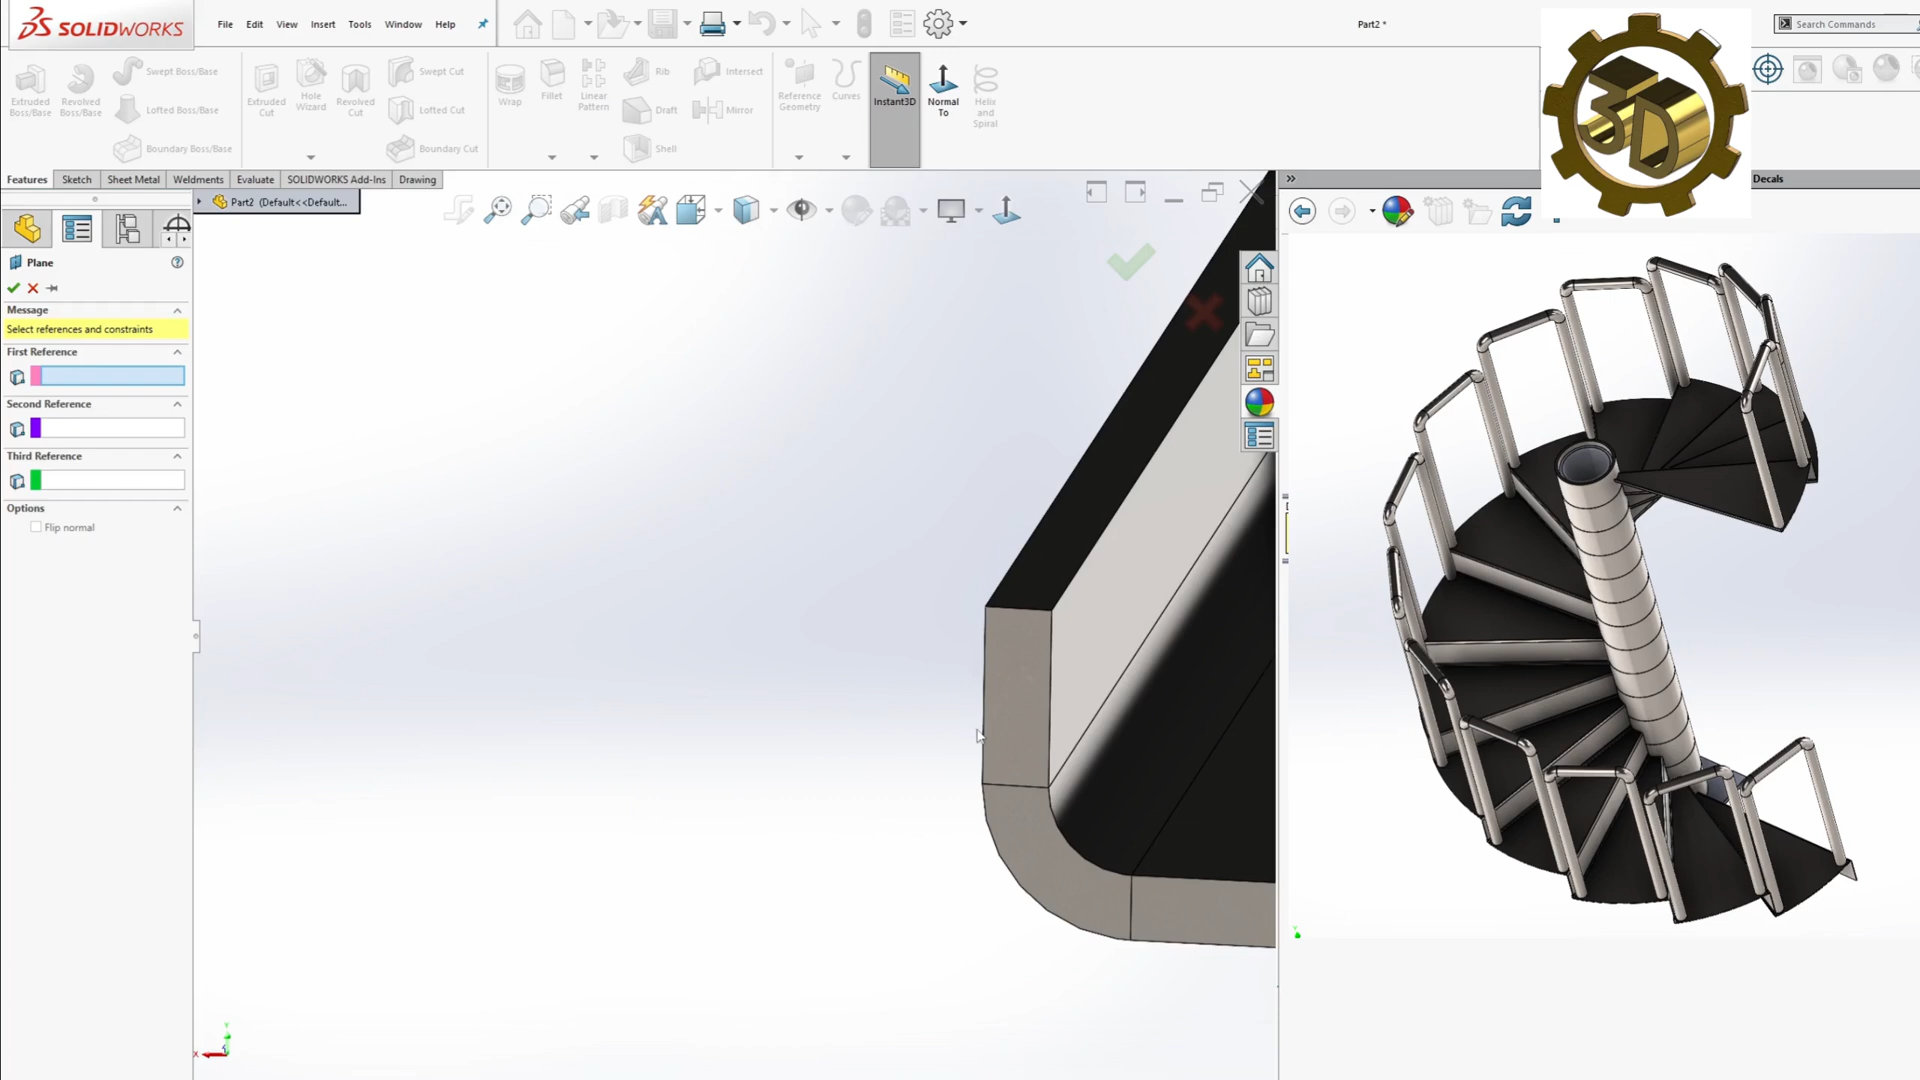 SOLIDWORKS
File Edit View Insert Tools Window Help
Part2 *
Search Commands
Extruded Boss/Base
Revolved Boss/Base
Swept Boss/Base
Lofted Boss/Base
Boundary Boss/Base
Extruded Cut
Hole Wizard
Revolved Cut
Swept Cut
Lofted Cut
Boundary Cut
Wrap
Fillet
Linear Pattern
Rib
Draft
Shell
Intersect
Mirror
Reference Geometry
Curves
Instant3D
Normal To
Helix and Spiral
3D
Features Sketch Sheet Metal Weldments Evaluate SOLIDWORKS Add-Ins Drawing
Decals
Part2 (Default<<Default...
Plane
Message
Select references and constraints
First Reference
Second Reference
Third Reference
Options
Flip normal
Y
X